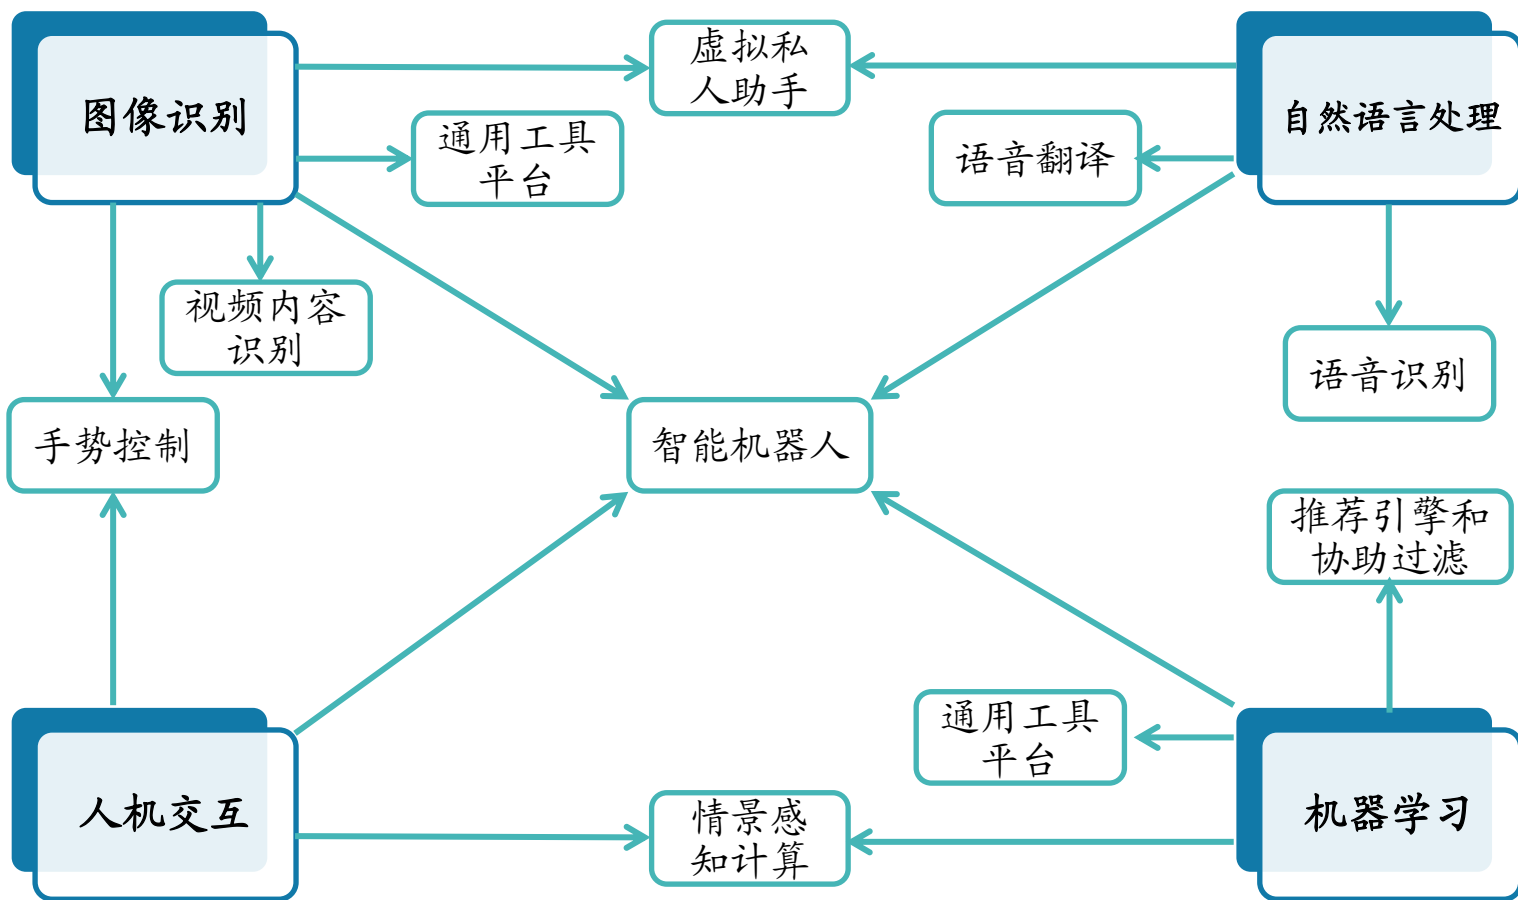 虚拟私
人助手
图像识别
自然语言处理
通用工具
平台
语音翻译
视频内容
识别
语音识别
手势控制
智能机器人
推荐引擎和
协助过滤
通用工具
平台
人机交互
情景感
知计算
机器学习